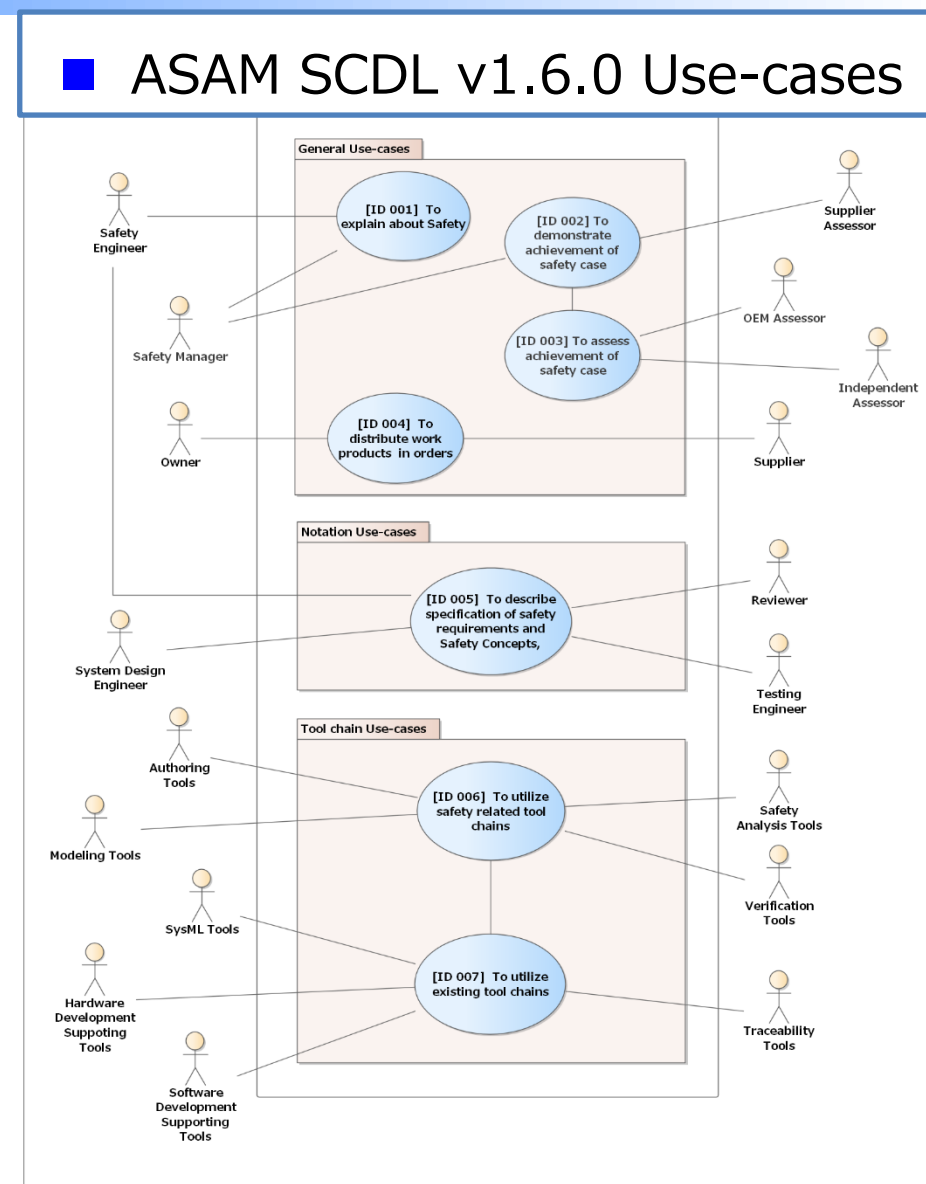 ASAM SCDL v1.6.0 Use-cases
General Use-cases
Safety
Engineer
[ID 001]  To
explain about Safety
[ID 002] To
demonstrate
achievement of
safety case
Supplier
Assessor
Safety Manager
[ID 003] To assess
achievement of
safety case
OEM Assessor
Independent
Assessor
Owner
[ID 004]  To
distribute work
products  in orders
Supplier
Notation Use-cases
[ID 005]  To describe
specification of safety
requirements and
Safety Concepts,
Reviewer
System Design
Engineer
Testing
Engineer
Tool chain Use-cases
Authoring
Tools
[ID 006]  To utilize
safety related tool
chains
Safety
Analysis Tools
Modeling Tools
Verification
Tools
SysML Tools
[ID 007]  To utilize
existing tool chains
Hardware
Development
Suppoting
Tools
Traceability
Tools
Software
Development
Supporting
Tools